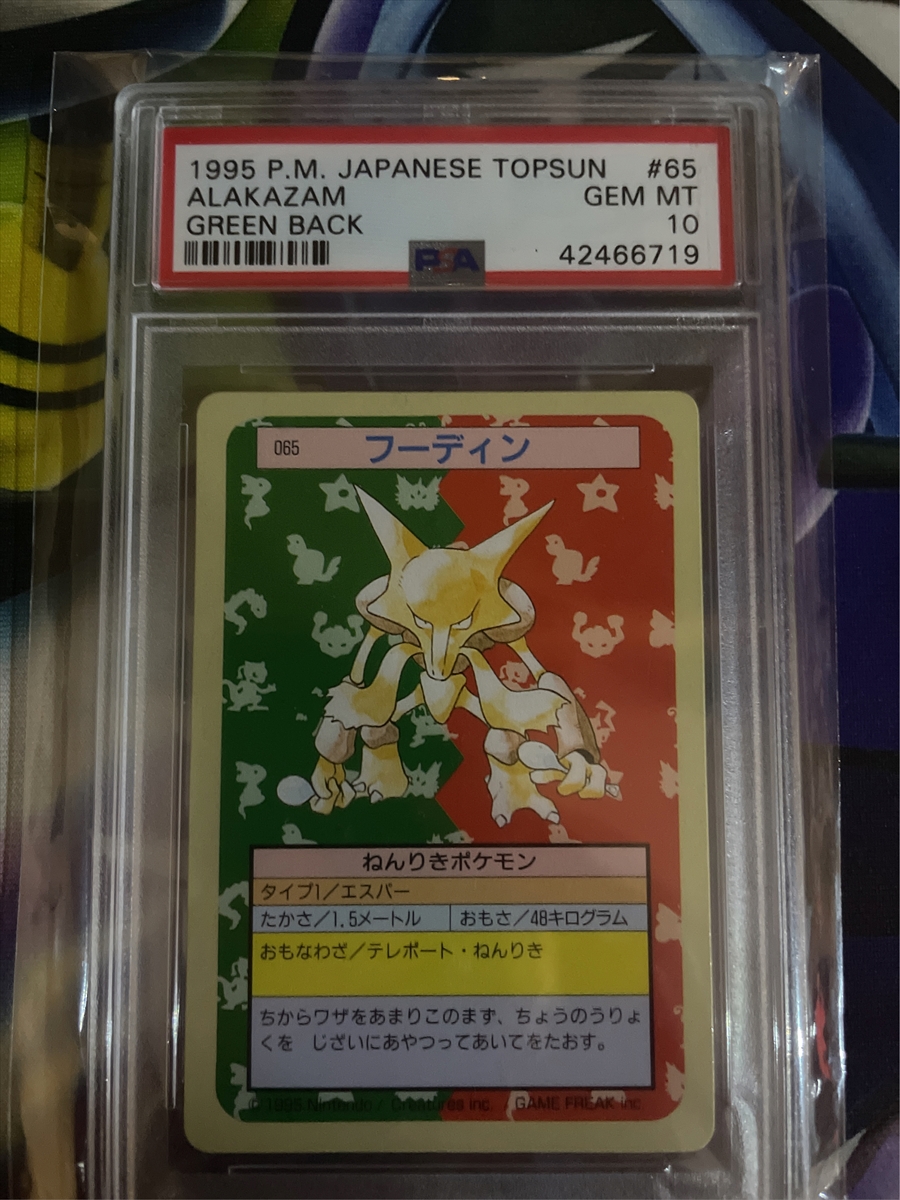 1995 P.M. JAPANESE TOPSUN #65
ALAKAZAM GEM MT
GREEN BACK 10
PSA 42466719
065 フーディン
ねんりきポケモン
タイプ1/エスパー
たかさ/1.5メートル おもさ/48キログラム
おもなわざ/テレポート・ねんりき
ちからワザをあまりこのまず、ちょうのうりょ
くを じざいにあやつってあいてをたおす。
©1995 Nintendo / Creatures inc. / GAME FREAK inc